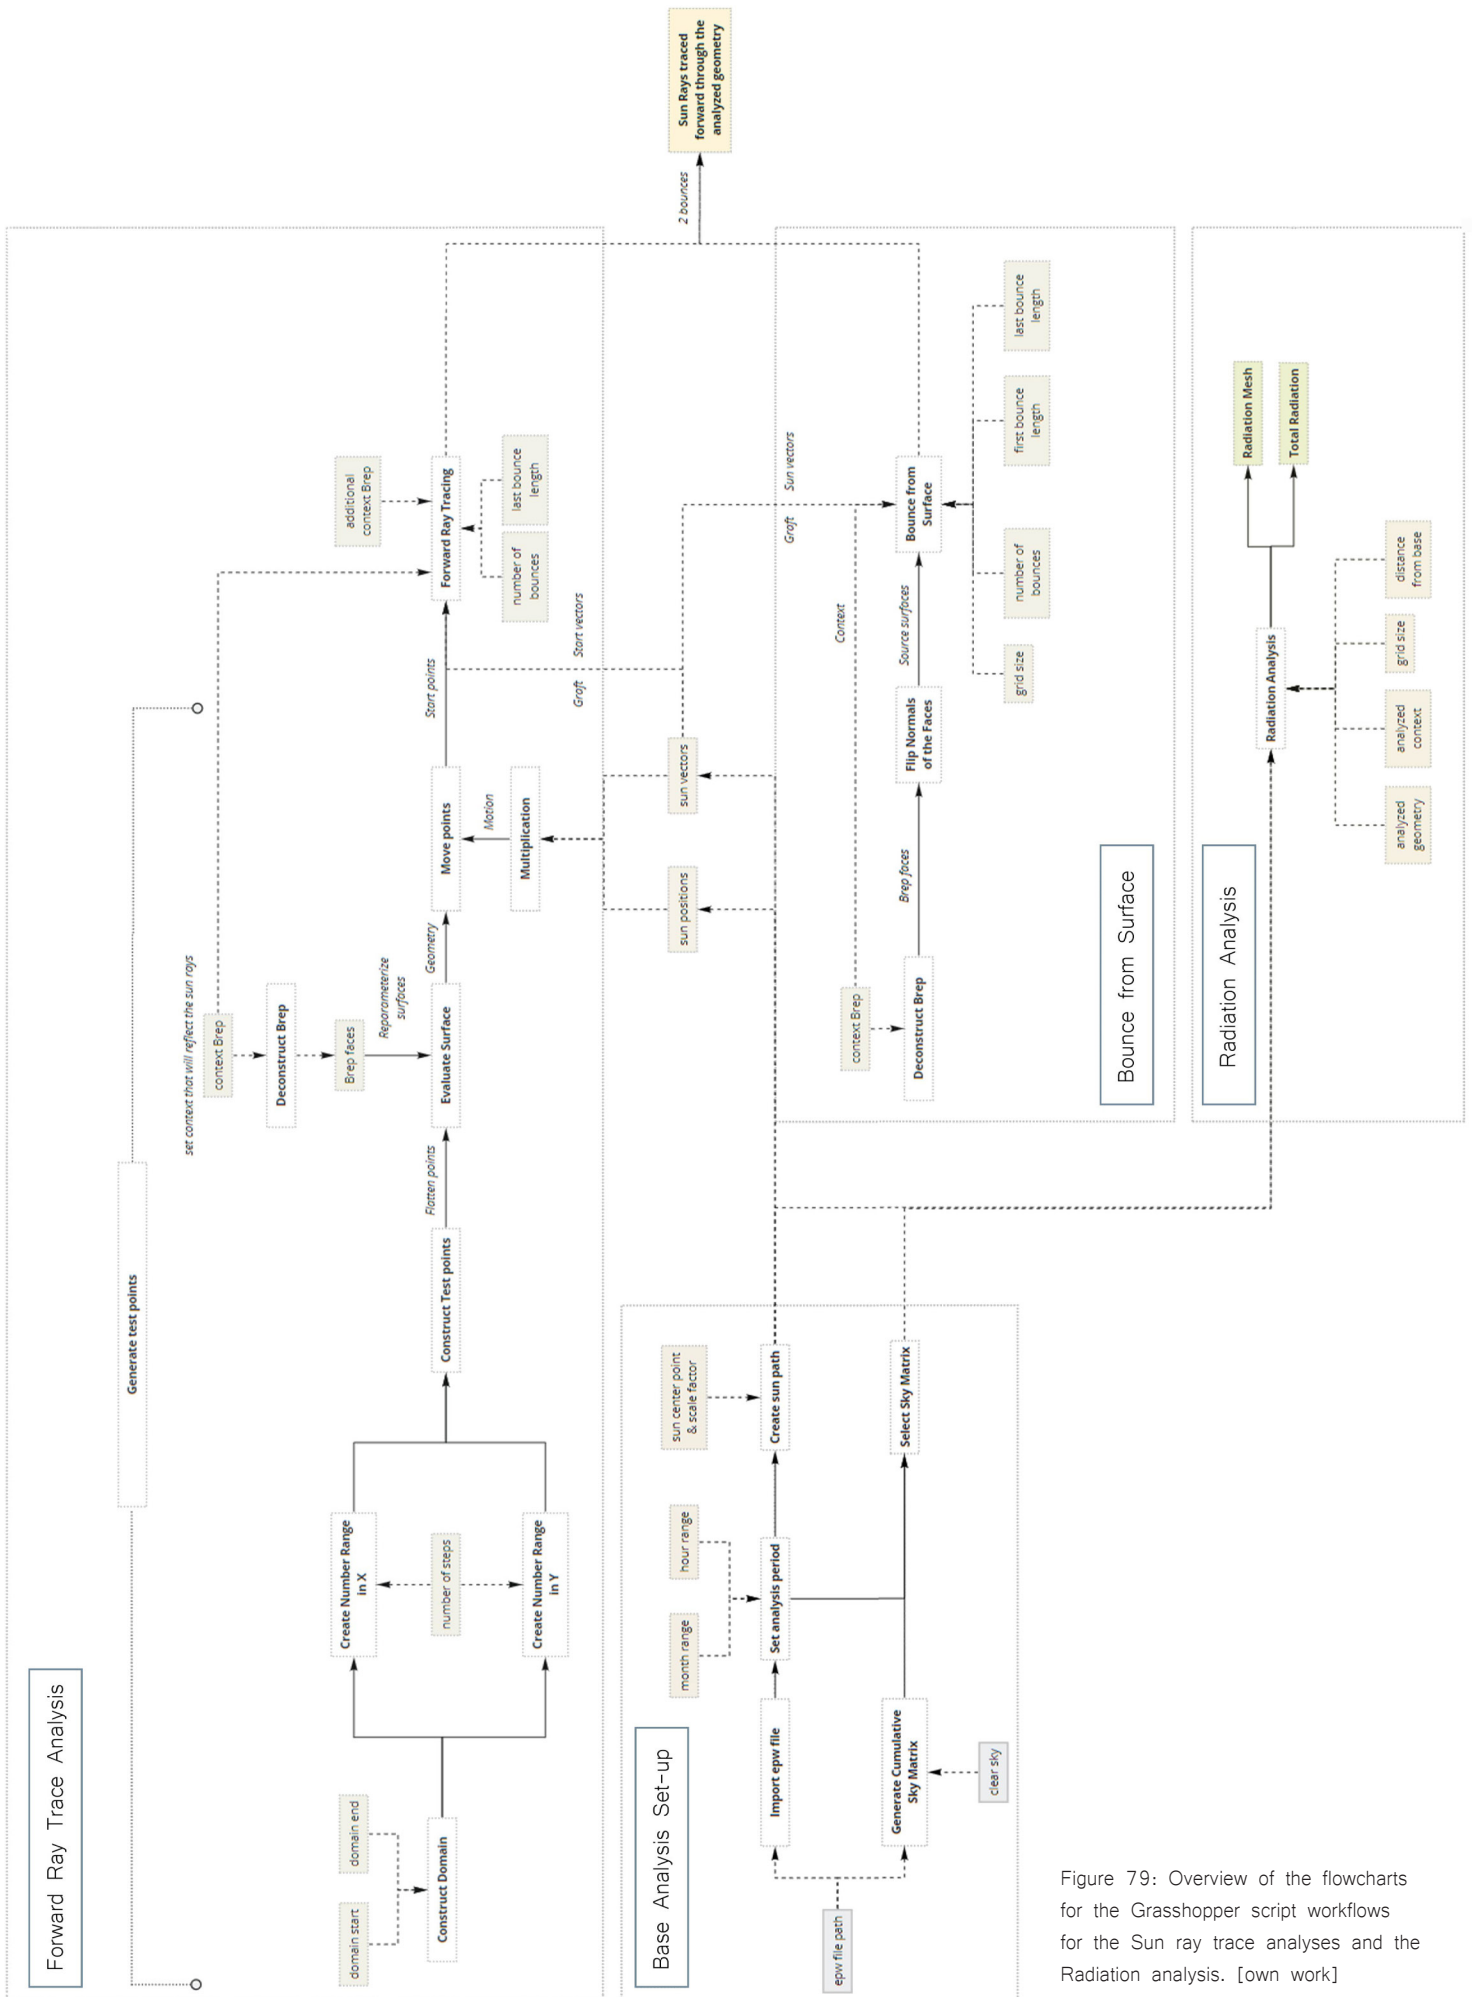 Forward Ray Trace Analysis
Generate test points
domain start
domain end
Construct Domain
Create Number Range
in X
number of steps
Create Number Range
in Y
Construct Test points
Flatten points
set context that will reflect the sun rays
context Brep
Deconstruct Brep
Brep faces
Reparameterize
surfaces
Evaluate Surface
Geometry
Move points
Motion
Multiplication
Start points
additional
context Brep
Forward Ray Tracing
number of
bounces
last bounce
length
Graft
Start vectors
sun positions
sun vectors
2 bounces
Sun Rays traced
forward through the
analyzed geometry
Base Analysis Set-up
epw file path
Import epw file
month range
hour range
Set analysis period
sun center point
& scale factor
Create sun path
Generate Cumulative
Sky Matrix
clear sky
Select Sky Matrix
Bounce from Surface
context Brep
Deconstruct Brep
Brep faces
Flip Normals
of the Faces
Source surfaces
Context
Graft
Sun vectors
Bounce from
Surface
grid size
number of
bounces
first bounce
length
last bounce
length
Radiation Analysis
Radiation Analysis
analyzed
geometry
analyzed
context
grid size
distance
from base
Radiation Mesh
Total Radiation
Figure 79: Overview of the flowcharts
for the Grasshopper script workflows
for the Sun ray trace analyses and the
Radiation analysis. [own work]